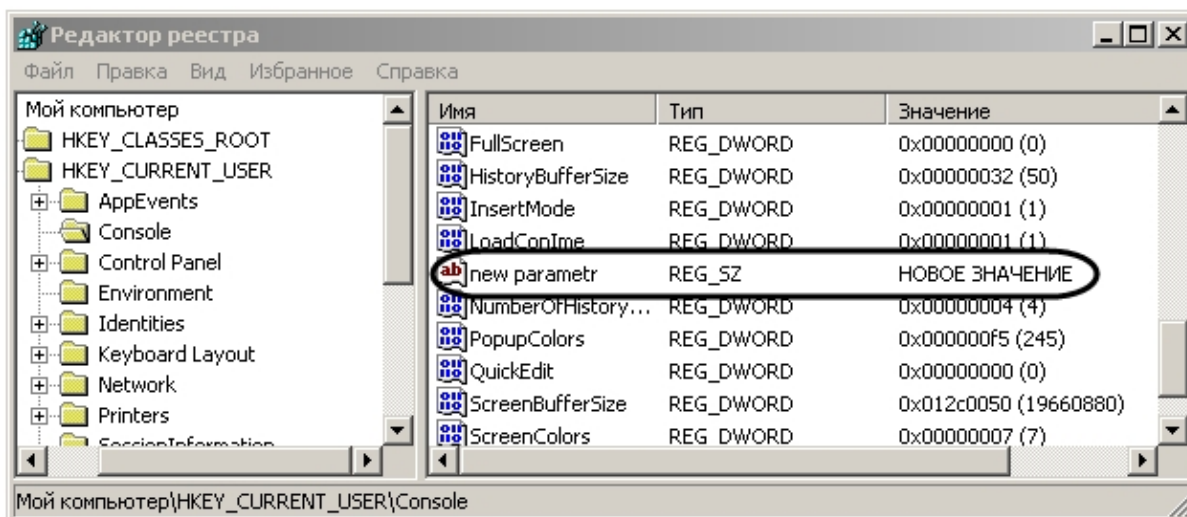 Редактор реестра
Файл Правка Вид Избранное Справка
Мой компьютер
HKEY_CLASSES_ROOT
HKEY_CURRENT_USER
AppEvents
Console
Control Panel
Environment
Identities
Keyboard Layout
Network
Printers
SessionInformation
Имя Тип Значение
FullScreen REG_DWORD 0x00000000 (0)
HistoryBufferSize REG_DWORD 0x00000032 (50)
InsertMode REG_DWORD 0x00000001 (1)
LoadConIme REG_DWORD 0x00000001 (1)
new parametr REG_SZ НОВОЕ ЗНАЧЕНИЕ
NumberOfHistory... REG_DWORD 0x00000004 (4)
PopupColors REG_DWORD 0x000000f5 (245)
QuickEdit REG_DWORD 0x00000000 (0)
ScreenBufferSize REG_DWORD 0x012c0050 (19660880)
ScreenColors REG_DWORD 0x00000007 (7)
Мой компьютер\HKEY_CURRENT_USER\Console